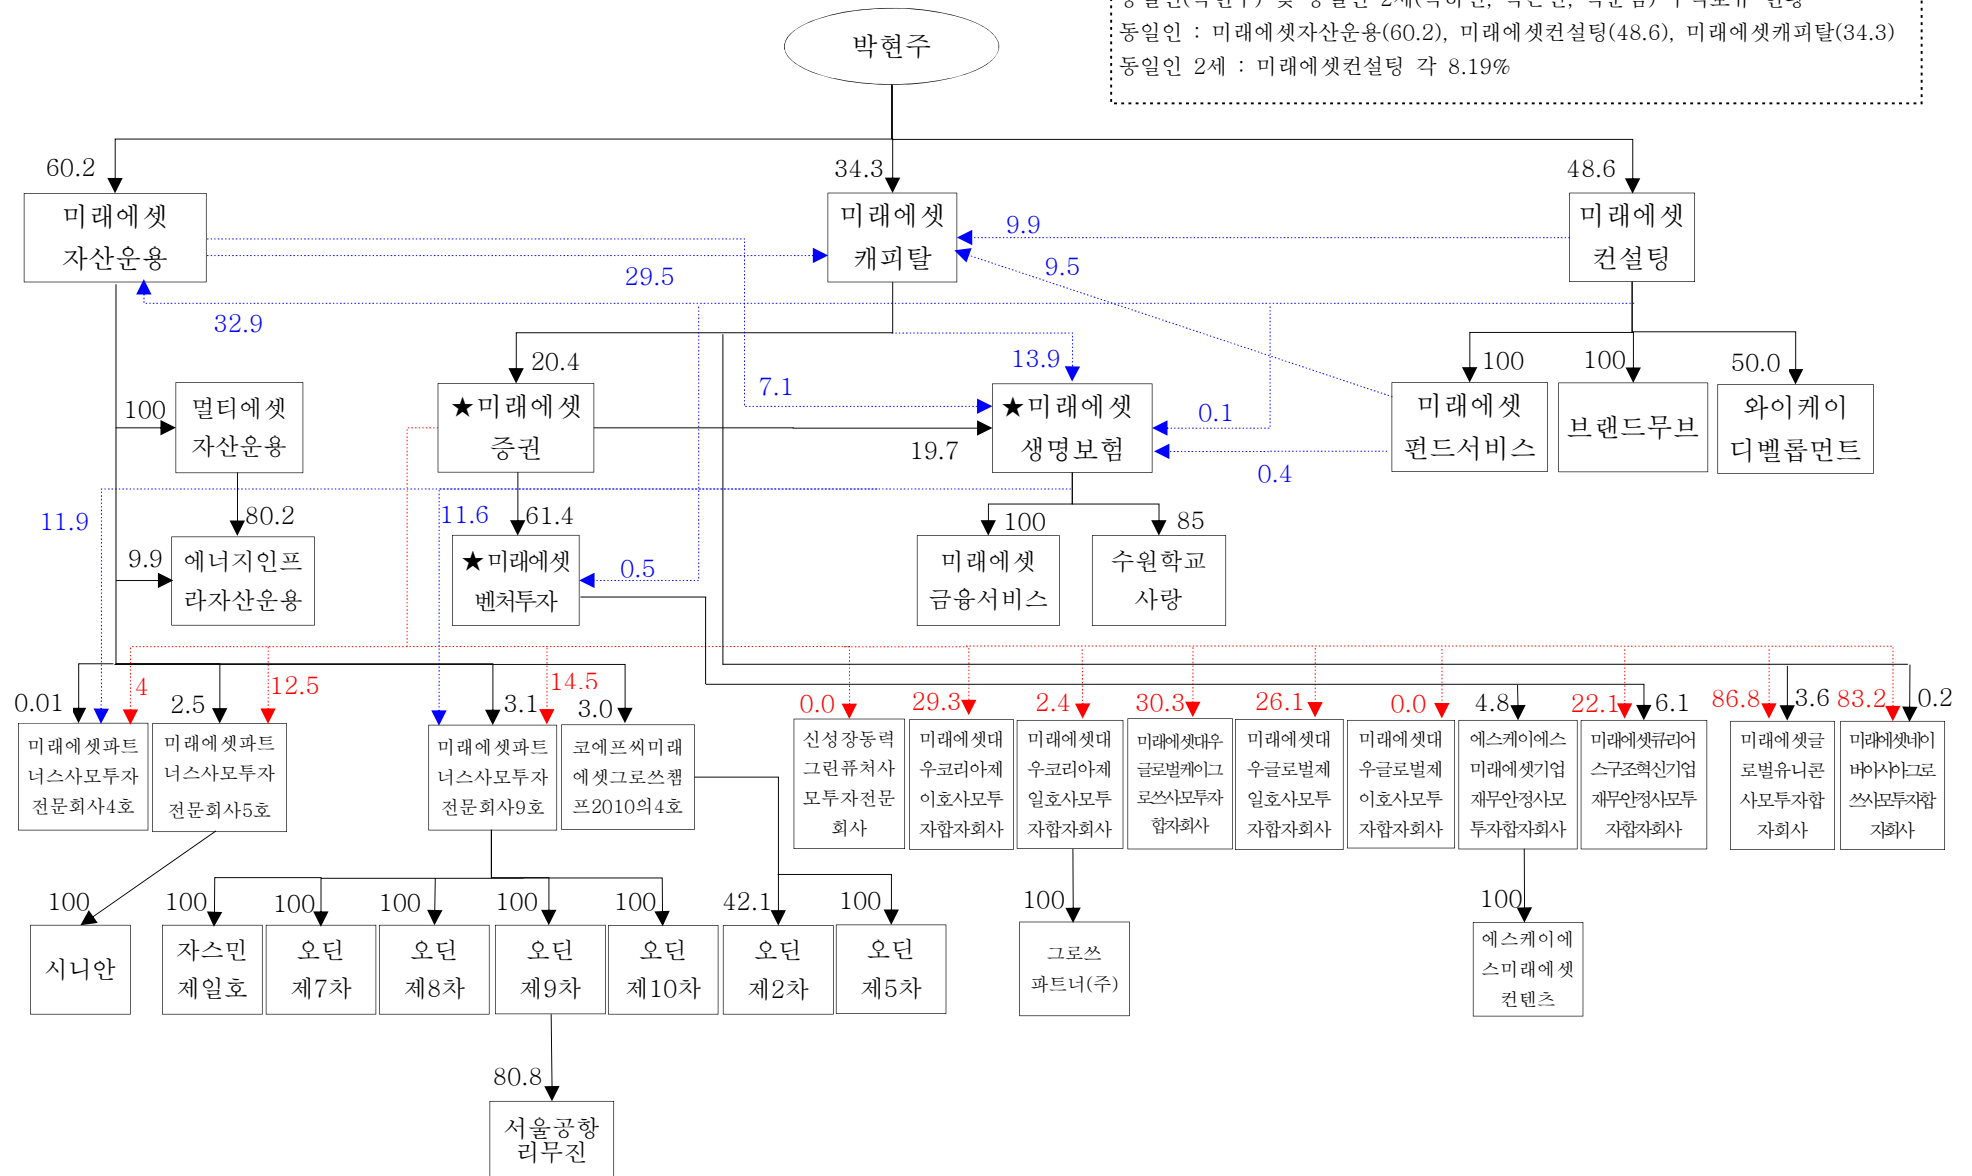 동일인 : 미래에셋자산운용(60.2), 미래에셋컨설팅(48.6), 미래에셋캐피탈(34.3)
동일인 2세 : 미래에셋컨설팅 각 8.19%
박현주
60.2
34.3
48.6
미래에셋
자산운용
미래에셋
캐피탈
미래에셋
컨설팅
9.9
9.5
29.5
32.9
20.4
13.9
7.1
100
100
50.0
100
멀티에셋
자산운용
★미래에셋
증권
19.7
★미래에셋
생명보험
0.1
0.4
미래에셋
펀드서비스
브랜드무브
와이케이
디벨롭먼트
11.9
80.2
11.6
61.4
100
85
9.9
에너지인프
라자산운용
★미래에셋
벤처투자
0.5
미래에셋
금융서비스
수원학교
사랑
0.01
4
2.5
12.5
3.1
14.5
3.0
0.0
29.3
2.4
30.3
26.1
0.0
4.8
22.1
6.1
86.8
3.6
83.2
0.2
미래에셋파트
너스사모투자
전문회사4호
미래에셋파트
너스사모투자
전문회사5호
미래에셋파트
너스사모투자
전문회사9호
코에프씨미래
에셋그로쓰챔
프2010의4호
신성장동력
그린퓨처사
모투자전문
회사
미래에셋대
우코리아제
이호사모투
자합자회사
미래에셋대
우코리아제
일호사모투
자합자회사
미래에셋대우
글로벌케이그
로쓰사모투자
합자회사
미래에셋대
우글로벌제
일호사모투
자합자회사
미래에셋대
우글로벌제
이호사모투
자합자회사
에스케이에스
미래에셋기업
재무안정사모
투자합자회사
미래에셋큐리어
스구조혁신기업
재무안정사모투
자합자회사
미래에셋글
로벌유니콘
사모투자합
자회사
미래에셋네이
버아시아그로
쓰사모투자합
자회사
100
100
100
100
100
100
42.1
100
100
100
시니안
자스민
제일호
오딘
제7차
오딘
제8차
오딘
제9차
오딘
제10차
오딘
제2차
오딘
제5차
그로쓰
파트너(주)
에스케이에
스미래에셋
컨텐츠
80.8
서울공항
리무진